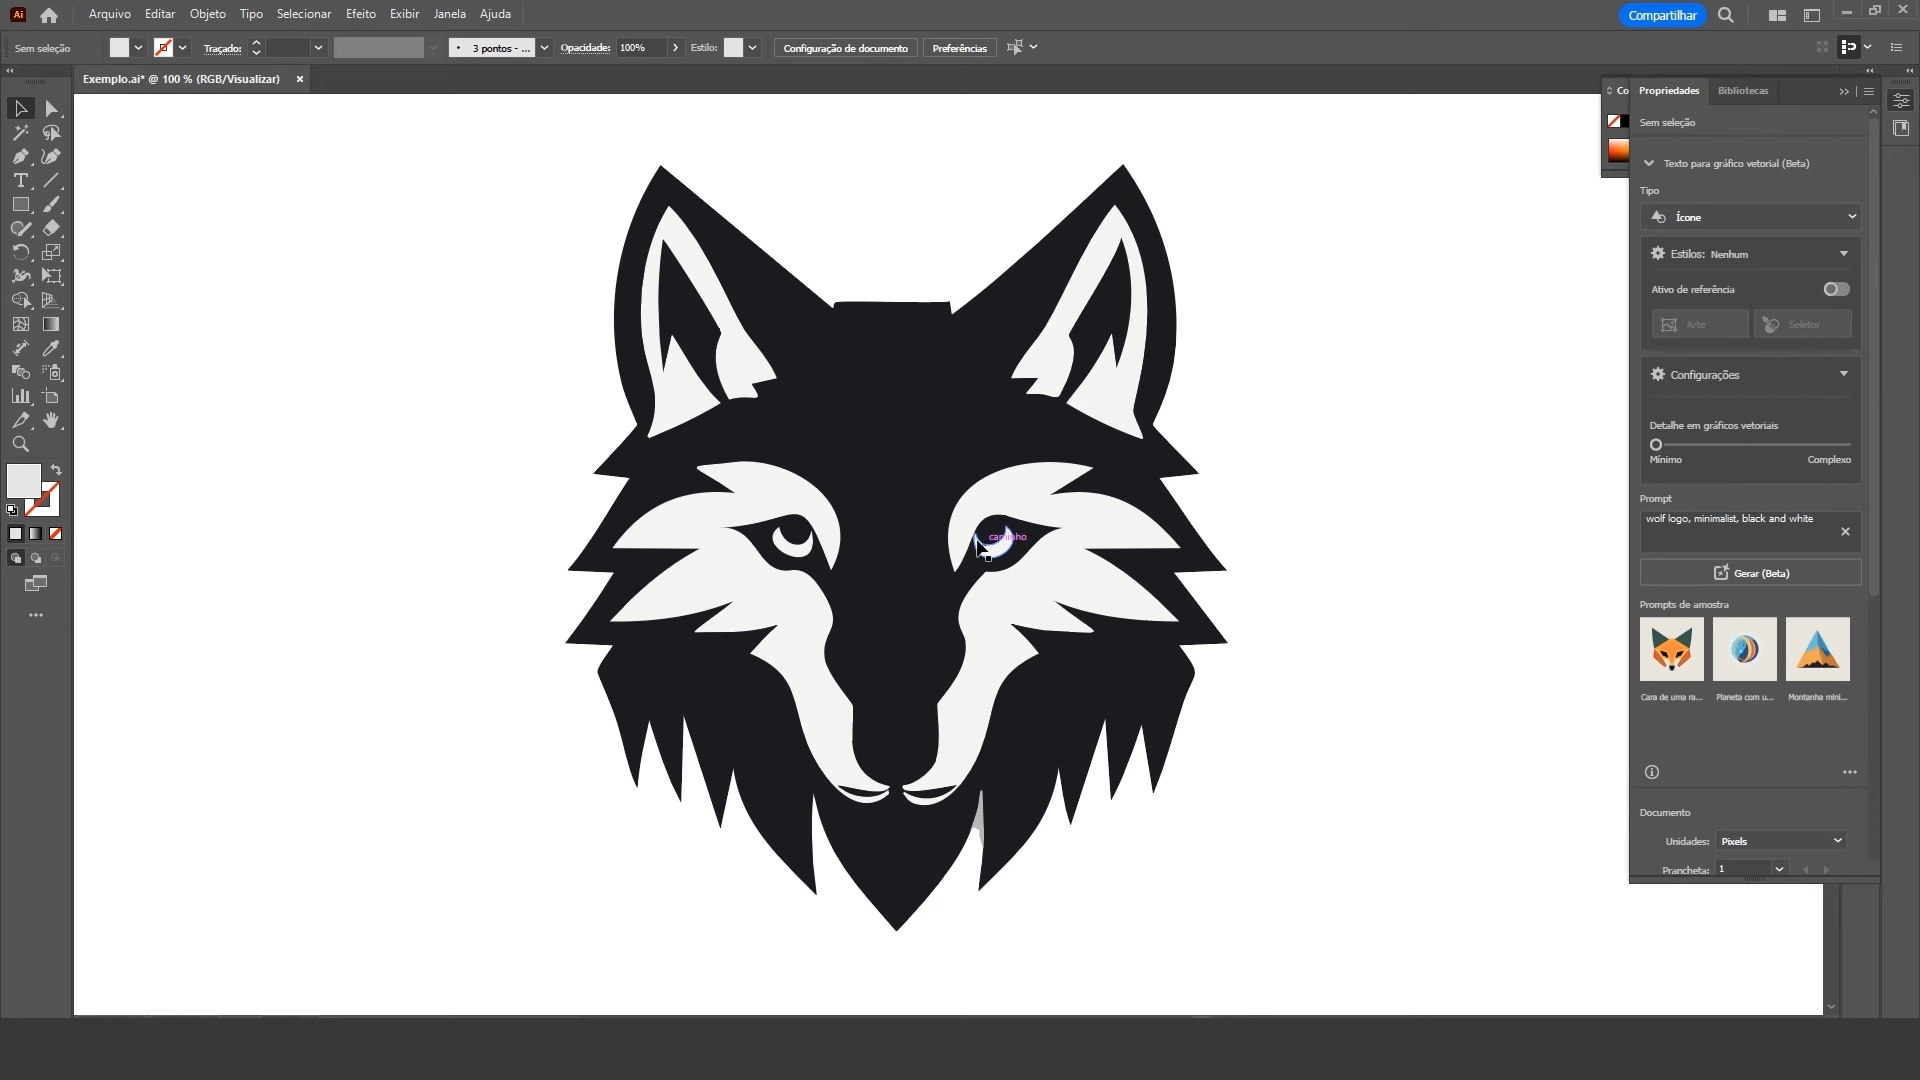 Ai
Arquivo Editar Objeto Tipo Selecionar Efeito Exibir Janela Ajuda
Compartilhar
Sem seleção
Traçado:
3 pontos - ...
Opacidade: 100%
Estilo:
Configuração de documento
Preferências
Exemplo.ai* @ 100 % (RGB/Visualizar)
Co
Propriedades
Bibliotecas
Sem seleção
Texto para gráfico vetorial (Beta)
Tipo
Ícone
Estilos: Nenhum
Ativo de referência
Arte
Seletor
Configurações
Detalhe em gráficos vetoriais
Mínimo
Complexo
Prompt
wolf logo, minimalist, black and white
Gerar (Beta)
Prompts de amostra
Cara de uma ra...
Planeta com u...
Montanha mini...
Documento
Unidades: Pixels
Prancheta: 1
caminho